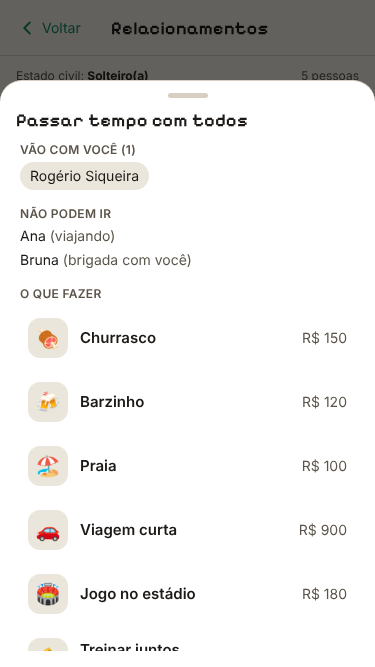 Voltar
Relacionamentos
Estado civil: Solteiro(a)
5 pessoas
Passar tempo com todos
VÃO COM VOCÊ (1)
Rogério Siqueira
NÃO PODEM IR
Ana (viajando)
Bruna (brigada com você)
O QUE FAZER
Churrasco
R$ 150
Barzinho
R$ 120
Praia
R$ 100
Viagem curta
R$ 900
Jogo no estádio
R$ 180
Treinar juntos